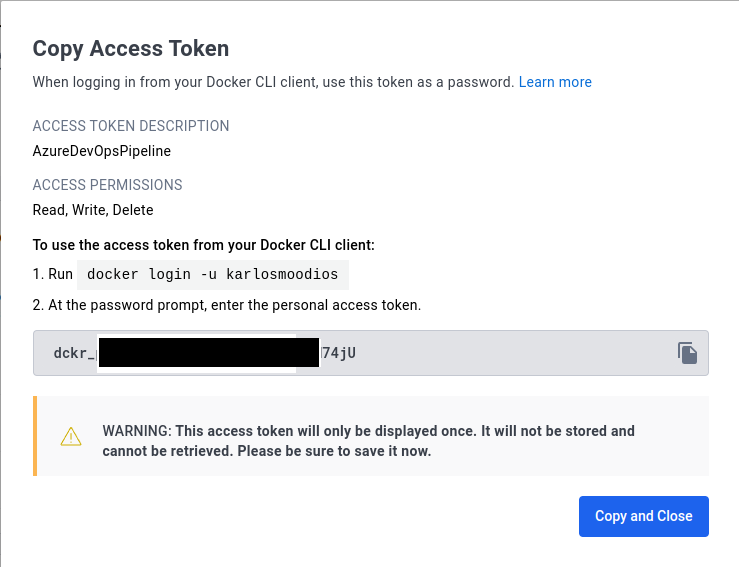 Copy Access Token
When logging in from your Docker CLI client, use this token as a password. Learn more
ACCESS TOKEN DESCRIPTION
AzureDevOpsPipeline
ACCESS PERMISSIONS
Read, Write, Delete
To use the access token from your Docker CLI client:
1. Run docker login -u karlosmoodios
2. At the password prompt, enter the personal access token.
dckr_ 74jU
WARNING: This access token will only be displayed once. It will not be stored and
cannot be retrieved. Please be sure to save it now.
Copy and Close